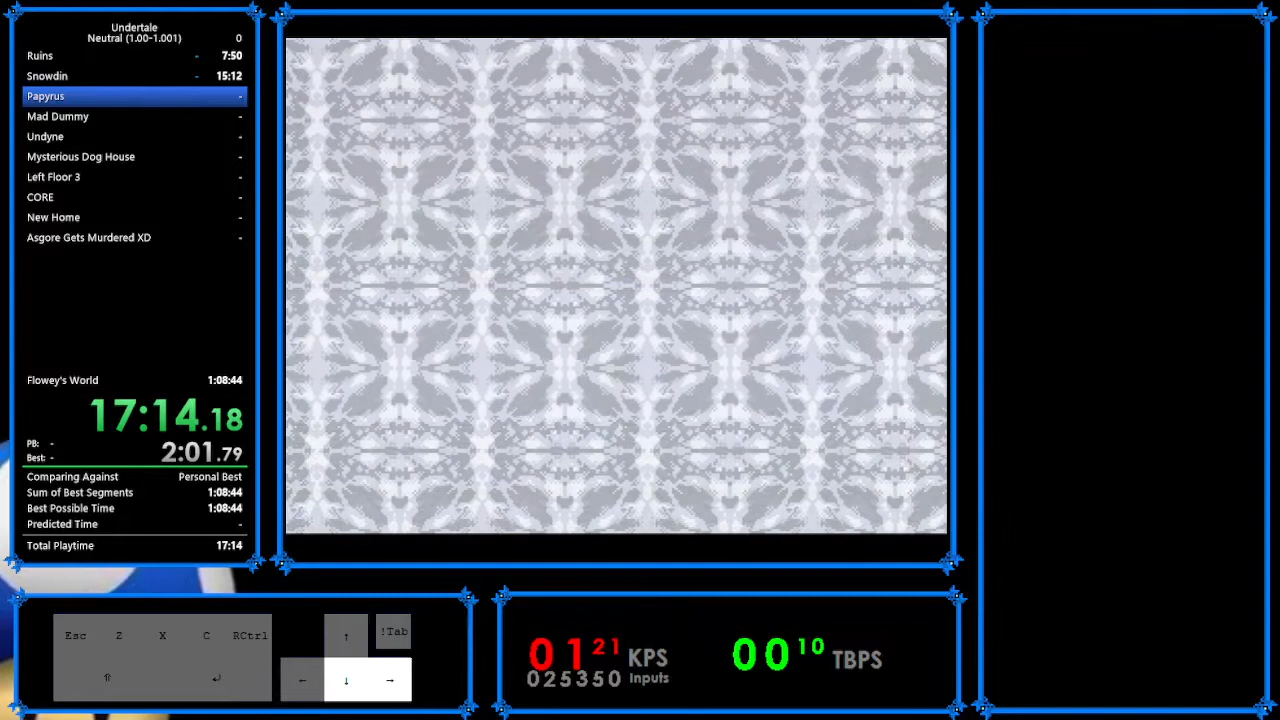 Undertale
Neutral (1.00-1.001) 0
Ruins - 7:50
Snowdin - 15:12
Papyrus -
Mad Dummy -
Undyne -
Mysterious Dog House -
Left Floor 3 -
CORE -
New Home -
Asgore Gets Murdered XD -
Flowey's World 1:08:44
17:14.18
PB: -
Best: - 2:01.79
Comparing Against Personal Best
Sum of Best Segments 1:08:44
Best Possible Time 1:08:44
Predicted Time -
Total Playtime 17:14
Esc Z X C RCtrl ↑ !Tab
⇧ ↵ ← ↓ →
01 21 KPS 00 10 TBPS
025350 Inputs